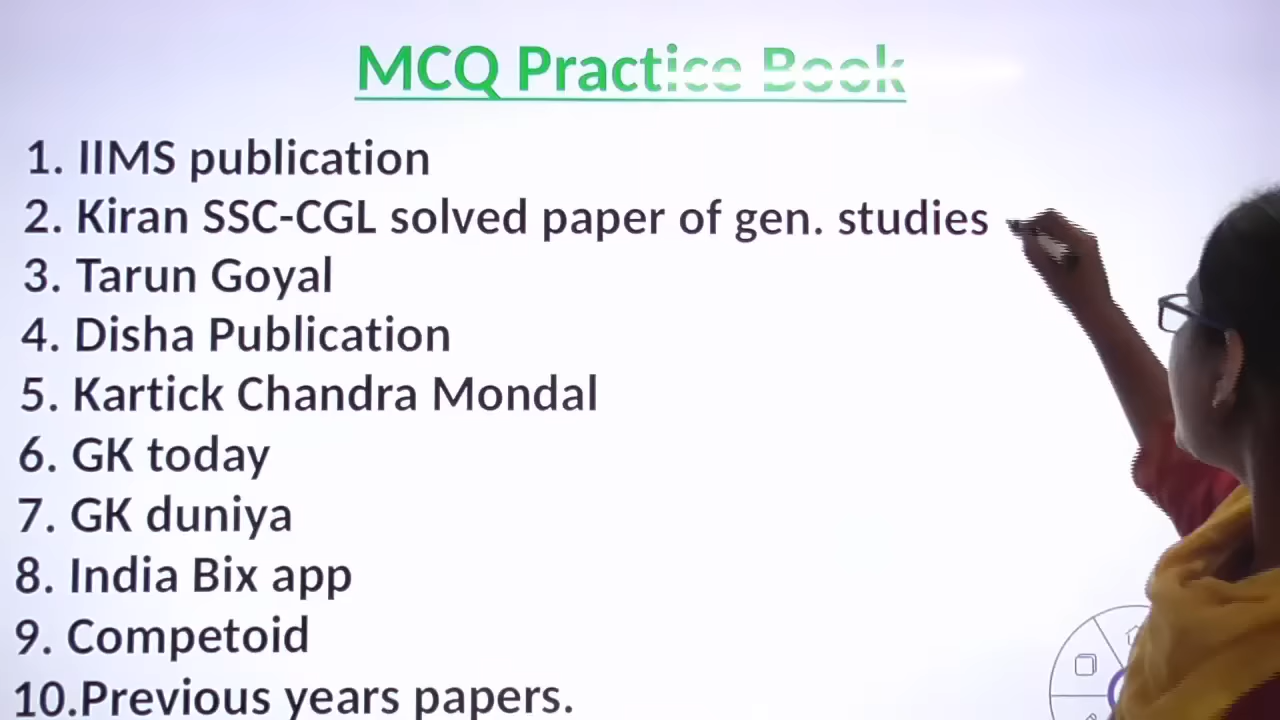 MCQ Practice Book
1. IIMS publication
2. Kiran SSC-CGL solved paper of gen. studies
3. Tarun Goyal
4. Disha Publication
5. Kartick Chandra Mondal
6. GK today
7. GK duniya
8. India Bix app
9. Competoid
10.Previous years papers.